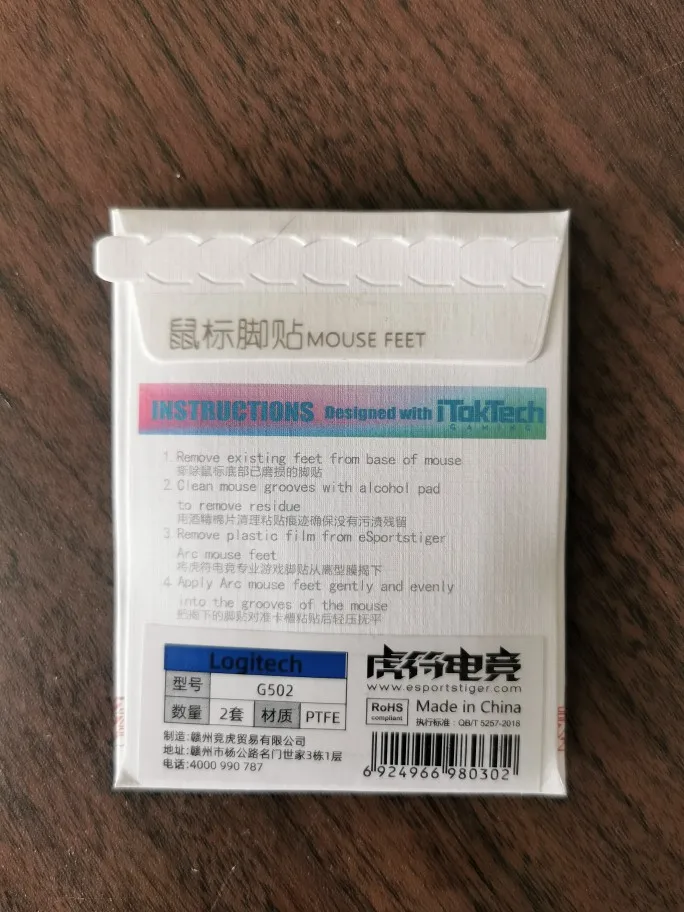 鼠标脚贴MOUSE FEET
INSTRUCTIONS Designed with iTokTech
GAMING
1 Remove existing feet from base of mouse
撕除鼠标底部已磨损的脚贴
2 Clean mouse grooves with alcohol pad
to remove residue
用酒精棉片清理粘贴痕迹确保没有污渍残留
3 Remove plastic film from eSportstiger
Arc mouse feet
将虎符电竞专业游戏脚贴从离型膜揭下
4 Apply Arc mouse feet gently and evenly
into the grooves of the mouse
把揭下的脚贴对准卡槽粘贴后轻压抚平
Logitech
型号 G502
数量 2套 材质 PTFE
制造:赣州竞虎贸易有限公司
地址:赣州市杨公路名门世家3栋1层
电话:4000 990 787
虎符电竞
www.esportstiger.com
RoHS
compliant
Made in China
执行标准:QB/T 5257-2018
6924966980302